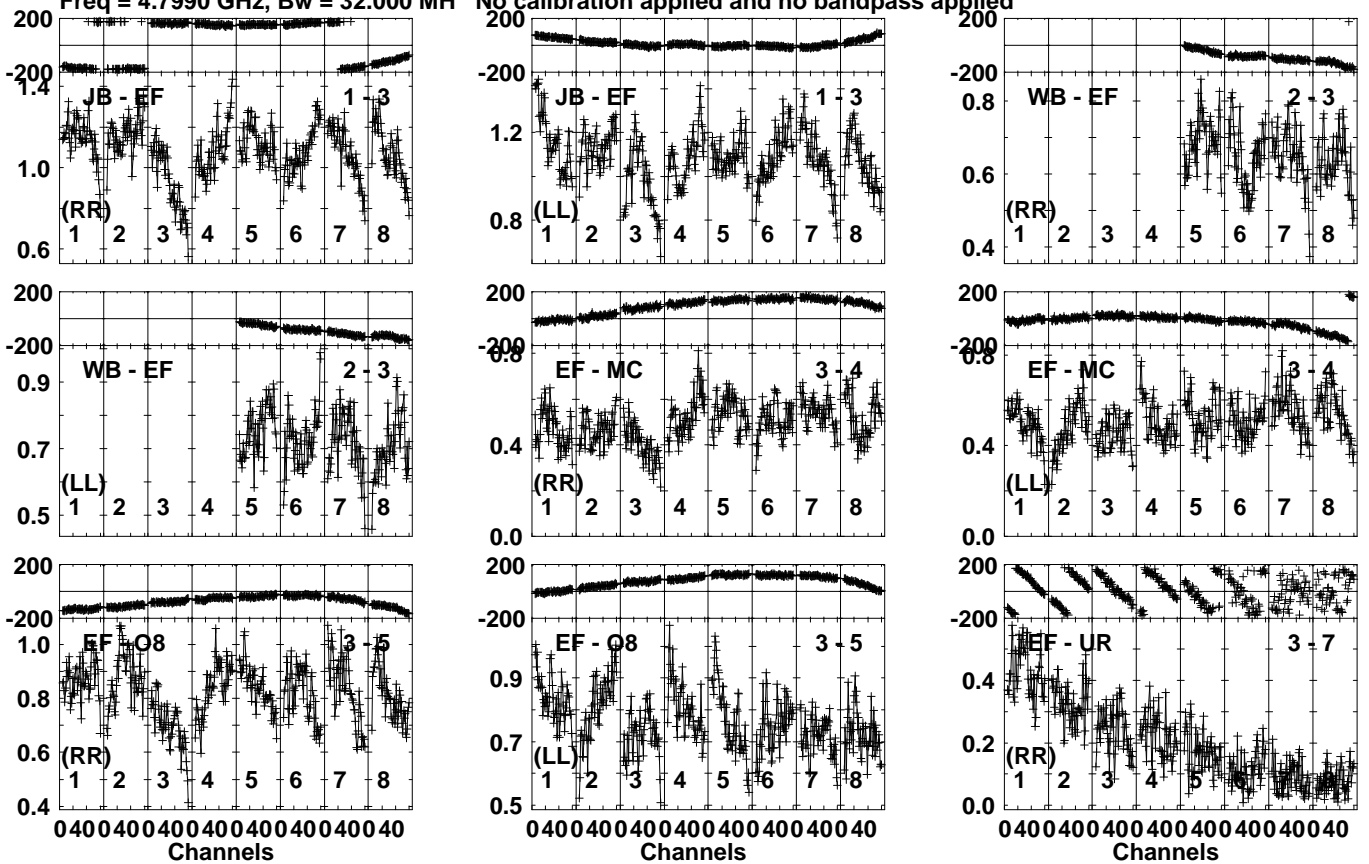 Freq = 4.7990 GHz, Bw = 32.000 MH No calibration applied and no bandpass applied
200
-200
1.4
1.0
0.6
JB - EF 1 - 3
(RR)
1 2 3 4 5 6 7 8
-200
1.2
0.8
200
JB - EF 1 - 3
(LL)
1 2 3 4 5 6 7 8
200
-200
0.8
0.6
0.4
WB - EF 2 - 3
(RR)
1 2 3 4 5 6 7 8
200
-200
0.9
0.7
0.5
WB - EF 2 - 3
(LL)
1 2 3 4 5 6 7 8
200
-200
0.8
0.4
0.0
EF - MC 3 - 4
(RR)
1 2 3 4 5 6 7 8
200
-200
0.8
0.4
0.0
EF - MC 3 - 4
(LL)
1 2 3 4 5 6 7 8
200
-200
1.0
0.8
0.6
0.4
EF - O8 3 - 5
(RR)
1 2 3 4 5 6 7 8
0 40 0 40 0 40 0 40 0 40 0 40 0 40 0 40
Channels
200
-200
0.9
0.7
0.5
EF - O8 3 - 5
(LL)
1 2 3 4 5 6 7 8
0 40 0 40 0 40 0 40 0 40 0 40 0 40 0 40
Channels
200
-200
0.4
0.2
0.0
EF - UR 3 - 7
(RR)
1 2 3 4 5 6 7 8
0 40 0 40 0 40 0 40 0 40 0 40 0 40 0 40
Channels